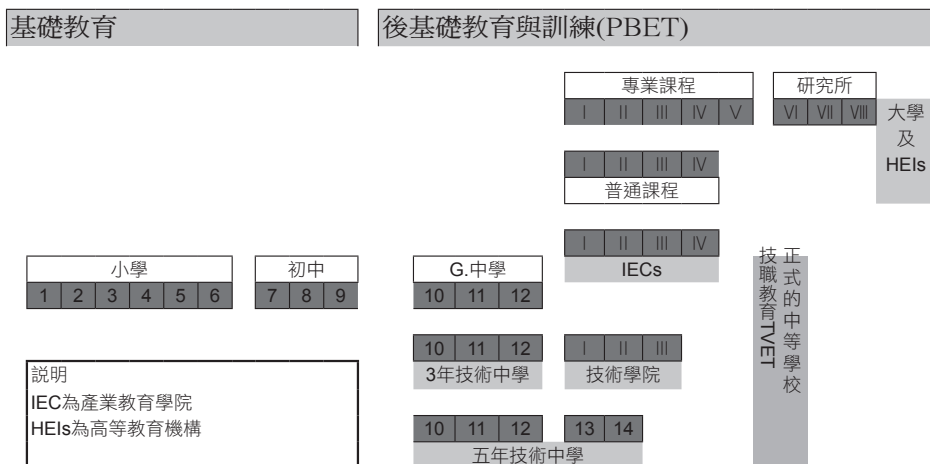 基礎教育
後基礎教育與訓練(PBET)
專業課程
研究所
I II III IV V
VI VII VIII
大學
及
HEIs
I II III IV
普通課程
I II III IV
IECs
小學
初中
G.中學
1 2 3 4 5 6
7 8 9
10 11 12
正式的中等學校
技職教育TVET
10 11 12
I II III
3年技術中學
技術學院
説明
IEC為產業教育學院
HEIs為高等教育機構
10 11 12
13 14
五年技術中學